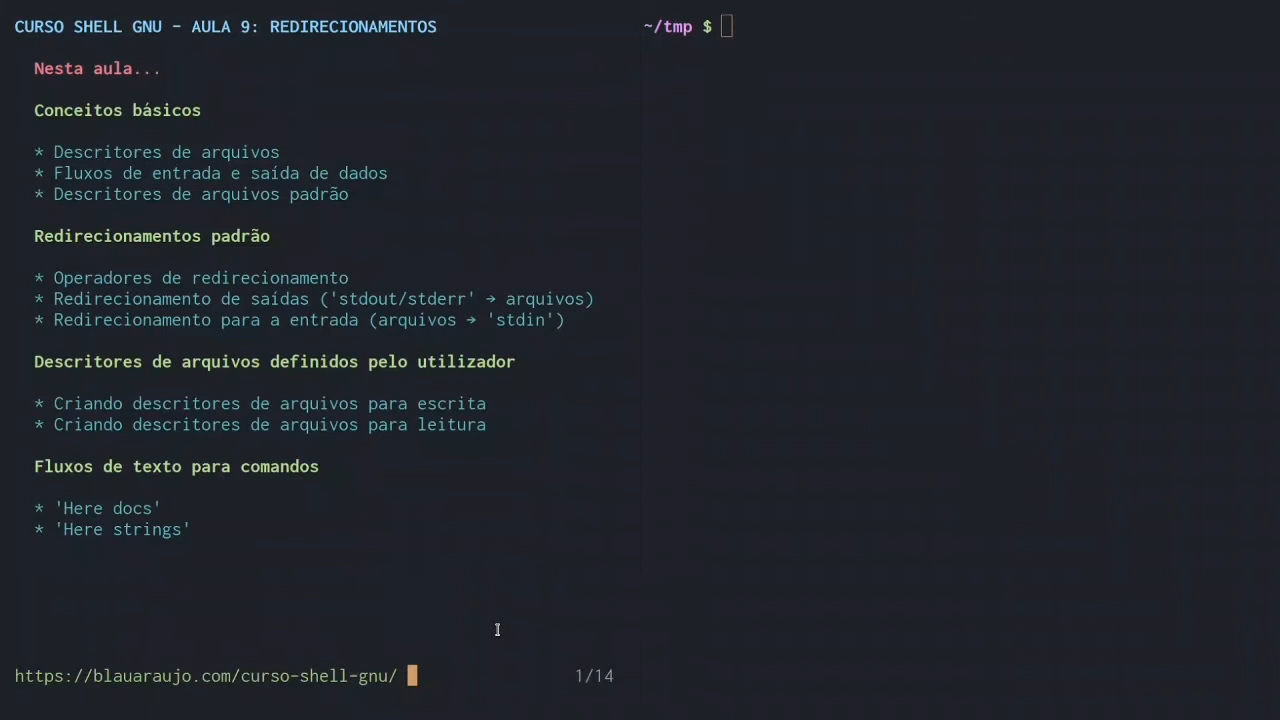 CURSO SHELL GNU - AULA 9: REDIRECIONAMENTOS
Nesta aula...
Conceitos básicos
* Descritores de arquivos
* Fluxos de entrada e saída de dados
* Descritores de arquivos padrão
Redirecionamentos padrão
* Operadores de redirecionamento
* Redirecionamento de saídas ('stdout/stderr' → arquivos)
* Redirecionamento para a entrada (arquivos → 'stdin')
Descritores de arquivos definidos pelo utilizador
* Criando descritores de arquivos para escrita
* Criando descritores de arquivos para leitura
Fluxos de texto para comandos
* 'Here docs'
* 'Here strings'
https://blauaraujo.com/curso-shell-gnu/ 1/14
~/tmp $